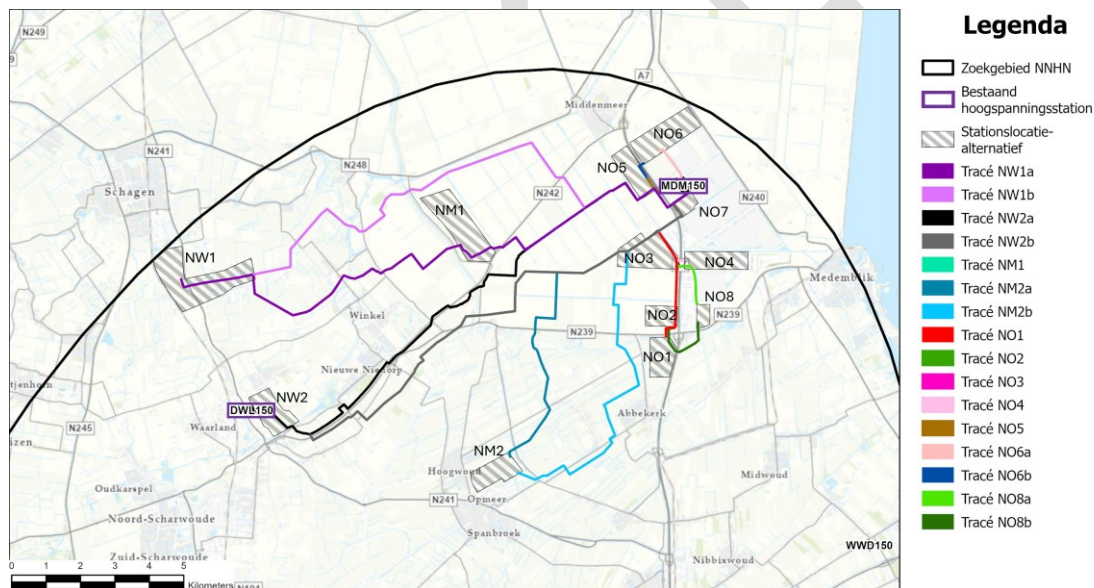 N249
A7
Middenmeer
NO6
N241
N248
NO5
MDM150
Schagen
N242
N240
NM1
NO7
NW1
NO3
NO4
Medemblik
NO8
Winkel
NO2
N239
N239
NO1
Nieuwe Niedorp
NW2
DWL150
Abbekerk
N245
Waarland
NM2
Hoogwoud
Midwoud
Oudkarspel
N241
Opmeer
Noord-Scharwoude
Spanbroek
WWD150
Zuid-Scharwoude
Nibbixwoud
0 1 2 3 4 5
Kilometers
Legenda
Zoekgebied NNHN
Bestaand
hoogspanningsstation
Stationslocatie-
alternatief
Tracé NW1a
Tracé NW1b
Tracé NW2a
Tracé NW2b
Tracé NM1
Tracé NM2a
Tracé NM2b
Tracé NO1
Tracé NO2
Tracé NO3
Tracé NO4
Tracé NO5
Tracé NO6a
Tracé NO6b
Tracé NO8a
Tracé NO8b